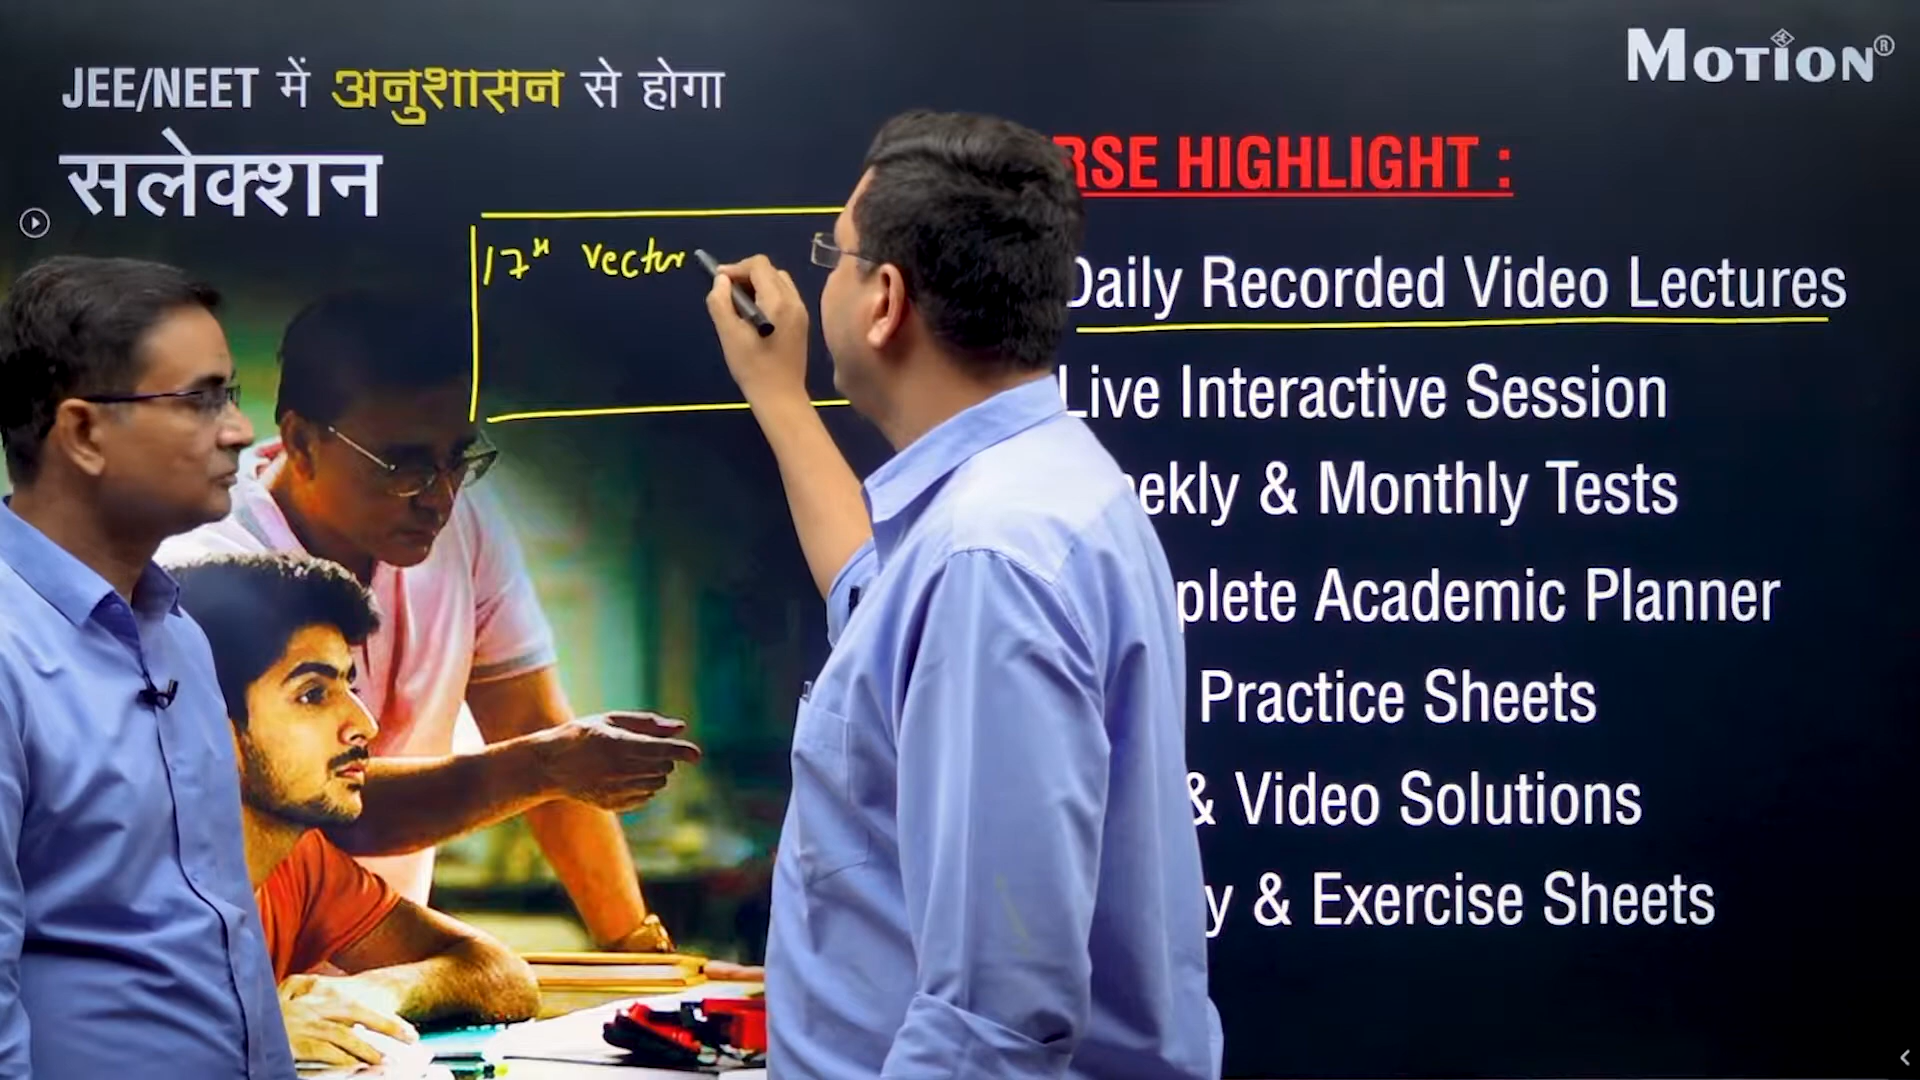 JEE/NEET में अनुशासन से होगा
सलेक्शन
17th vector
MOTION®
RSE HIGHLIGHT :
Daily Recorded Video Lectures
Live Interactive Session
ekly & Monthly Tests
plete Academic Planner
Practice Sheets
& Video Solutions
y & Exercise Sheets